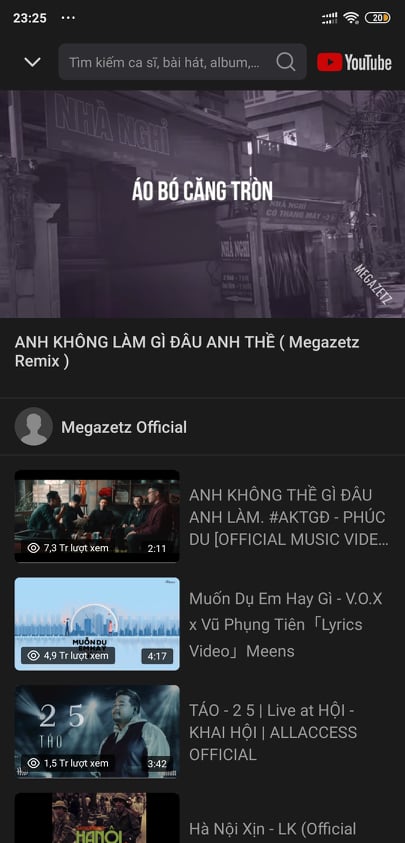 23:25
20
Tìm kiếm ca sĩ, bài hát, album,...
YouTube
NHÀ NGHỈ
ÁO BÓ CĂNG TRÒN
NHÀ NGHỈ
CÓ THANG MÁY
MEGAZETZ
ANH KHÔNG LÀM GÌ ĐÂU ANH THỀ ( Megazetz
Remix )
Megazetz Official
ANH KHÔNG THỀ GÌ ĐÂU
ANH LÀM. #AKTGĐ - PHÚC
DU [OFFICIAL MUSIC VIDE...
7,3 Tr lượt xem
2:11
Muốn Dụ Em Hay Gì - V.O.X
x Vũ Phụng Tiên「Lyrics
Video」Meens
MUỐN DỤ
EM HAY GÌ
4,9 Tr lượt xem
4:17
TÁO - 2 5 | Live at HỘI -
KHAI HỘI | ALLACCESS
OFFICIAL
2 5
TÁO
1,5 Tr lượt xem
3:42
Hà Nội Xịn - LK (Official
HANOI